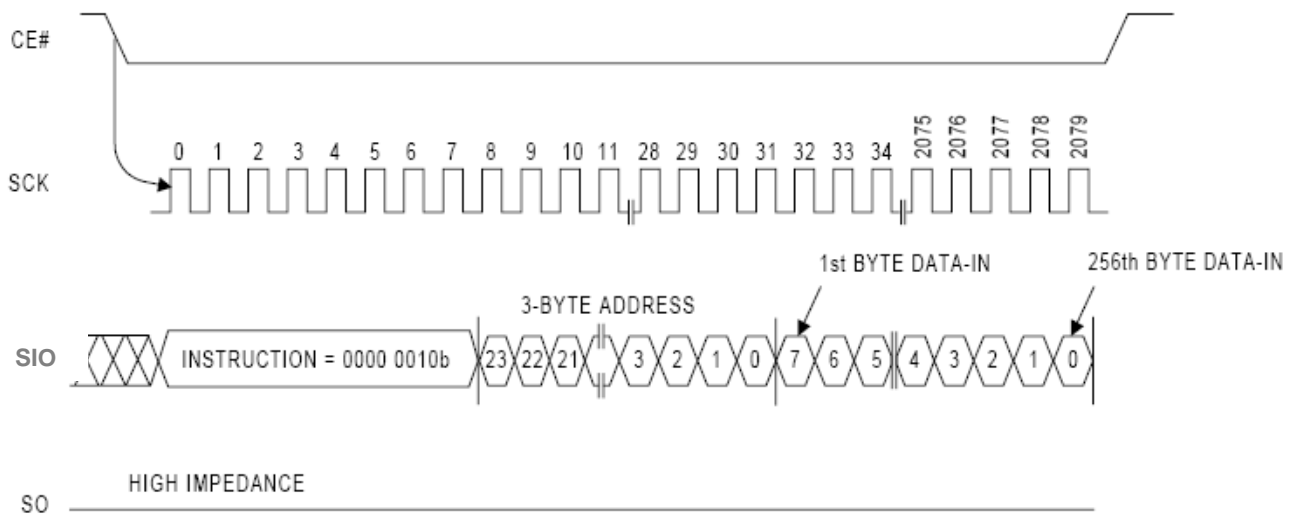 CE#
0 1 2 3 4 5 6 7 8 9 10 11 28 29 30 31 32 33 34 2075 2076 2077 2078 2079
SCK
1st BYTE DATA-IN 256th BYTE DATA-IN
3-BYTE ADDRESS
SIO INSTRUCTION = 0000 0010b 23 22 21 3 2 1 0 7 6 5 4 3 2 1 0
HIGH IMPEDANCE
SO